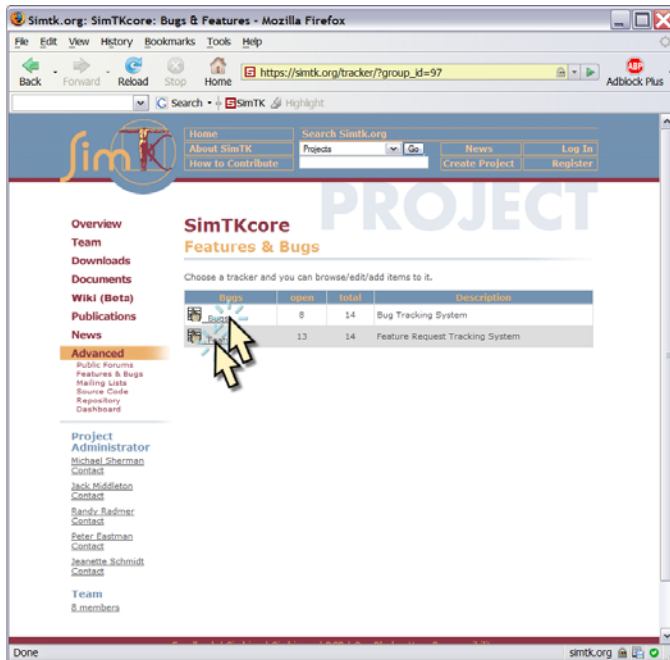 Simtk.org: SimTKcore: Bugs & Features - Mozilla Firefox
File Edit View History Bookmarks Tools Help
Back Forward Reload Stop Home https://simtk.org/tracker/?group_id=97 ABP Adblock Plus
G Search SimTK Highlight
SimTK
Home
About SimTK
How to Contribute
Search Simtk.org
Projects Go
News
Create Project
Log In
Register
PROJECT
SimTKcore
Features & Bugs
Choose a tracker and you can browse/edit/add items to it.
Bugs open total Description
Bugs 8 14 Bug Tracking System
13 14 Feature Request Tracking System
Overview
Team
Downloads
Documents
Wiki (Beta)
Publications
News
Advanced
Public Forums
Features & Bugs
Mailing Lists
Source Code
Repository
Dashboard
Project
Administrator
Michael Sherman
Contact
Jack Middleton
Contact
Randy Radmer
Contact
Peter Eastman
Contact
Jeanette Schmidt
Contact
Team
8 members
Done simtk.org